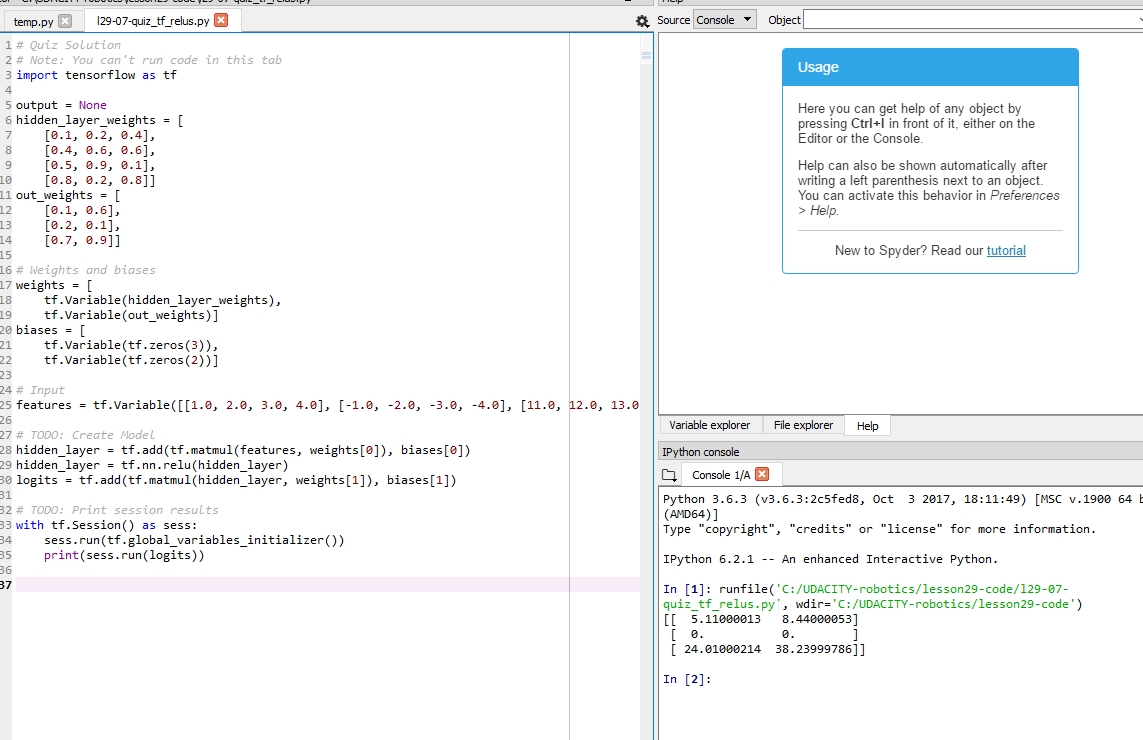 temp.py
l29-07-quiz_tf_relus.py
1 # Quiz Solution
2 # Note: You can't run code in this tab
3 import tensorflow as tf
4
5 output = None
6 hidden_layer_weights = [
7     [0.1, 0.2, 0.4],
8     [0.4, 0.6, 0.6],
9     [0.5, 0.9, 0.1],
10     [0.8, 0.2, 0.8]]
11 out_weights = [
12     [0.1, 0.6],
13     [0.2, 0.1],
14     [0.7, 0.9]]
15
16 # Weights and biases
17 weights = [
18     tf.Variable(hidden_layer_weights),
19     tf.Variable(out_weights)]
20 biases = [
21     tf.Variable(tf.zeros(3)),
22     tf.Variable(tf.zeros(2))]
23
24 # Input
25 features = tf.Variable([[1.0, 2.0, 3.0, 4.0], [-1.0, -2.0, -3.0, -4.0], [11.0, 12.0, 13.0
26
27 # TODO: Create Model
28 hidden_layer = tf.add(tf.matmul(features, weights[0]), biases[0])
29 hidden_layer = tf.nn.relu(hidden_layer)
30 logits = tf.add(tf.matmul(hidden_layer, weights[1]), biases[1])
31
32 # TODO: Print session results
33 with tf.Session() as sess:
34     sess.run(tf.global_variables_initializer())
35     print(sess.run(logits))
36
37
Source Console Object
Usage
Here you can get help of any object by
pressing Ctrl+I in front of it, either on the
Editor or the Console.
Help can also be shown automatically after
writing a left parenthesis next to an object.
You can activate this behavior in Preferences
> Help.
New to Spyder? Read our tutorial
Variable explorer File explorer Help
IPython console
Console 1/A
Python 3.6.3 (v3.6.3:2c5fed8, Oct  3 2017, 18:11:49) [MSC v.1900 64 b
(AMD64)]
Type "copyright", "credits" or "license" for more information.
IPython 6.2.1 -- An enhanced Interactive Python.
In [1]: runfile('C:/UDACITY-robotics/lesson29-code/l29-07-
quiz_tf_relus.py', wdir='C:/UDACITY-robotics/lesson29-code')
[[  5.11000013   8.44000053]
 [  0.           0.        ]
 [ 24.01000214  38.23999786]]
In [2]: